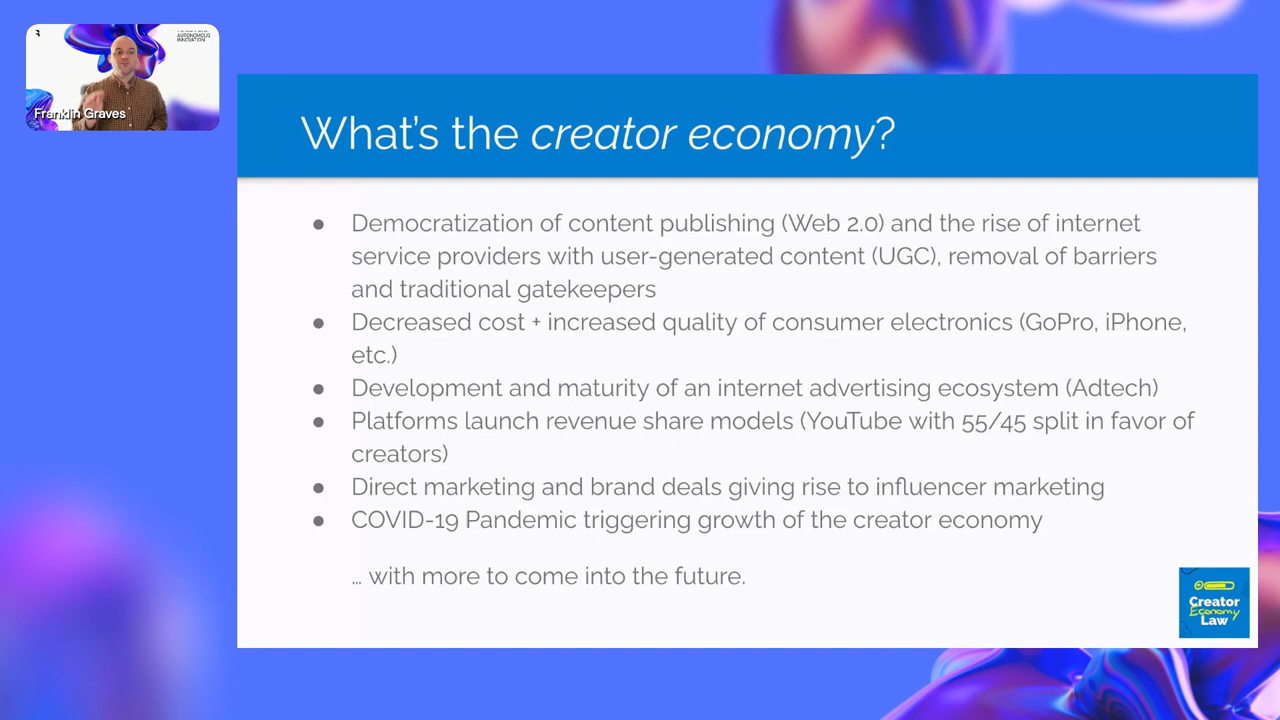 AUTONOMOUS
INNOVATION
Franklin Graves
What's the creator economy?
● Democratization of content publishing (Web 2.0) and the rise of internet
service providers with user-generated content (UGC), removal of barriers
and traditional gatekeepers
● Decreased cost + increased quality of consumer electronics (GoPro, iPhone,
etc.)
● Development and maturity of an internet advertising ecosystem (Adtech)
● Platforms launch revenue share models (YouTube with 55/45 split in favor of
creators)
● Direct marketing and brand deals giving rise to influencer marketing
● COVID-19 Pandemic triggering growth of the creator economy
… with more to come into the future.
Creator
Economy
Law